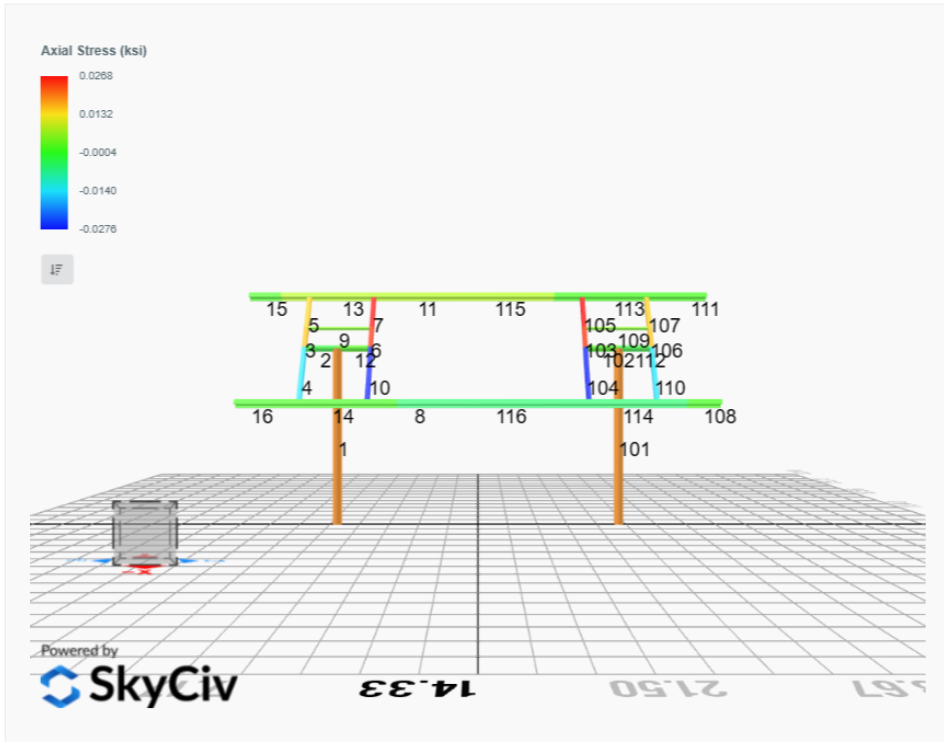 Axial Stress (ksi)
0.0268
0.0132
-0.0004
-0.0140
-0.0276
15 13 11 115 113 111
5 7 105 107
9 109
3 6 103 106
2 12 102 112
4 10 104 110
16 14 8 116 114 108
1 101
X
Powered by
SkyCiv
14.33 21.50